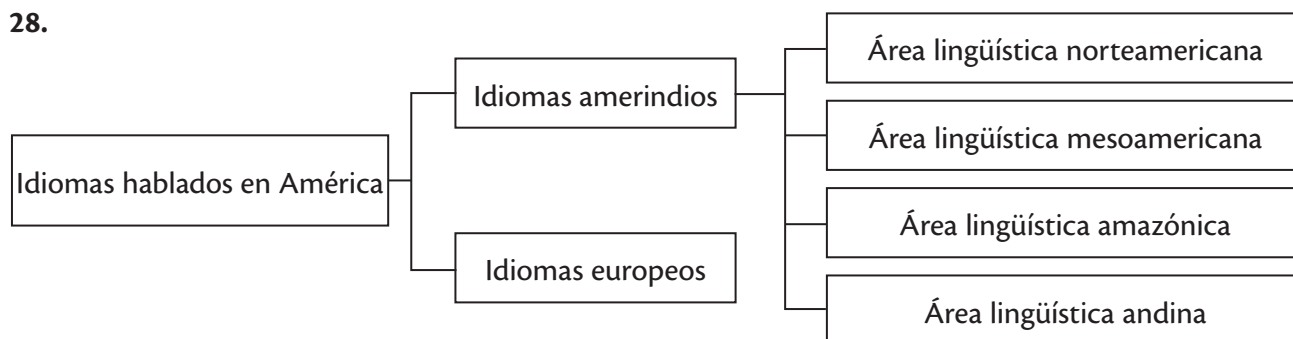 28.
Idiomas hablados en América
Idiomas amerindios
Idiomas europeos
Área lingüística norteamericana
Área lingüística mesoamericana
Área lingüística amazónica
Área lingüística andina